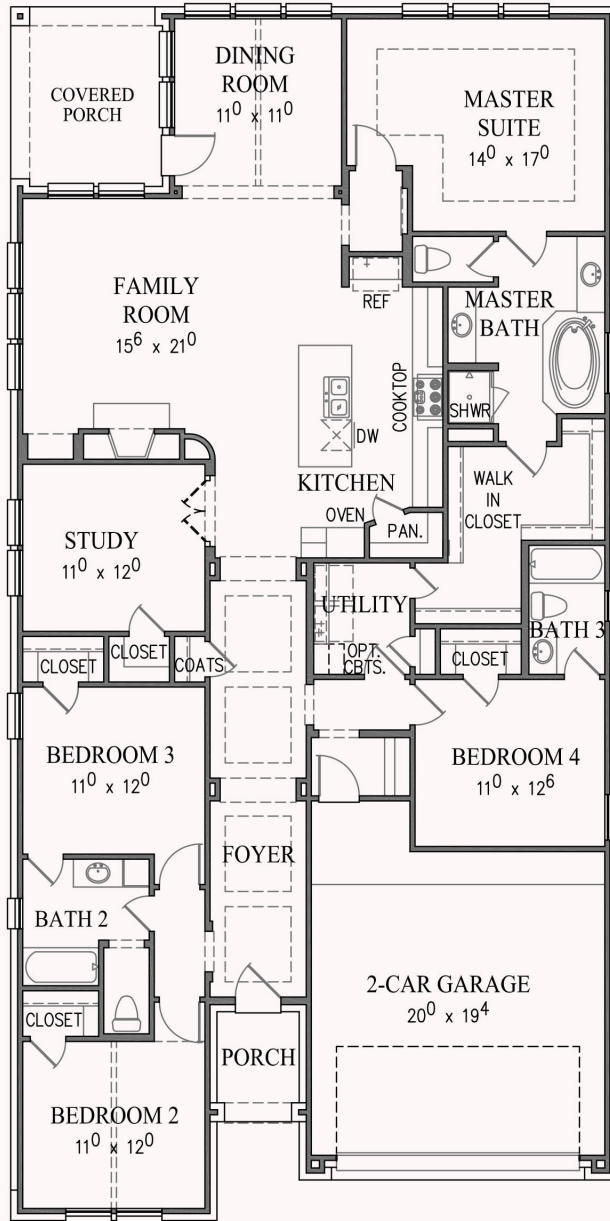 DINING
ROOM
11⁰ x 11⁰
COVERED
PORCH
MASTER
SUITE
14⁰ x 17⁰
FAMILY
ROOM
15⁶ x 21⁰
REF
MASTER
BATH
COOKTOP
SHWR
DW
KITCHEN
OVEN
PAN.
WALK
IN
CLOSET
STUDY
11⁰ x 12⁰
UTILITY
BATH 3
OPT.
CBTS.
CLOSET
CLOSET
COATS
CLOSET
BEDROOM 3
11⁰ x 12⁰
BEDROOM 4
11⁰ x 12⁶
FOYER
BATH 2
2-CAR GARAGE
20⁰ x 19⁴
CLOSET
PORCH
BEDROOM 2
11⁰ x 12⁰